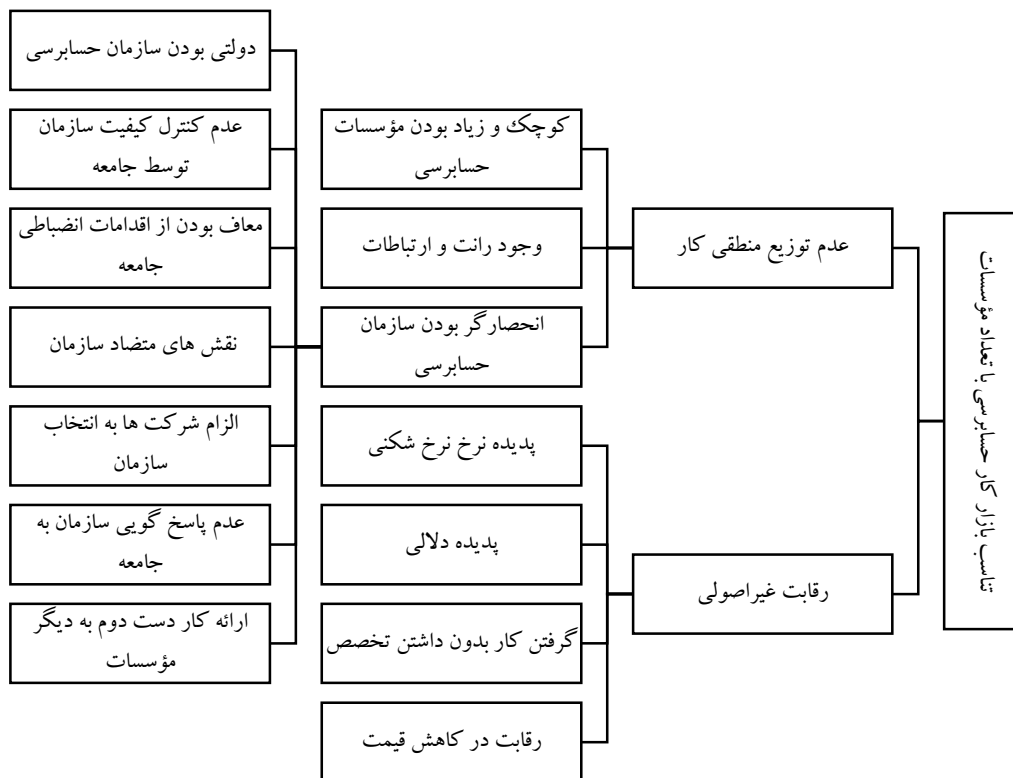 تناسب بازار کار حسابرسی با تعداد مؤسسات
عدم توزیع منطقی کار
کوچک و زیاد بودن مؤسسات
حسابرسی
وجود رانت و ارتباطات
انحصارگر بودن سازمان
حسابرسی
دولتی بودن سازمان حسابرسی
عدم کنترل کیفیت سازمان
توسط جامعه
معاف بودن از اقدامات انضباطی
جامعه
نقش های متضاد سازمان
الزام شرکت ها به انتخاب
سازمان
عدم پاسخ گویی سازمان به
جامعه
ارائه کار دست دوم به دیگر
مؤسسات
رقابت غیراصولی
پدیده نرخ نرخ شکنی
پدیده دلالی
گرفتن کار بدون داشتن تخصص
رقابت در کاهش قیمت